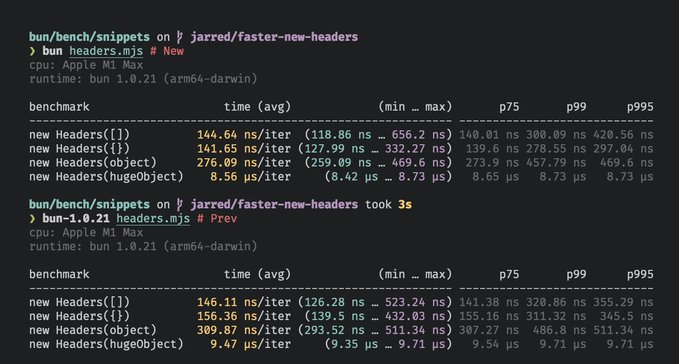 bun/bench/snippets on jarred/faster-new-headers
❯ bun headers.mjs # New
cpu: Apple M1 Max
runtime: bun 1.0.21 (arm64-darwin)
benchmark time (avg) (min … max) p75 p99 p995
new Headers([]) 144.64 ns/iter (118.86 ns … 656.2 ns) 140.01 ns 300.09 ns 420.56 ns
new Headers({}) 141.65 ns/iter (127.99 ns … 332.27 ns) 139.6 ns 278.55 ns 297.04 ns
new Headers(object) 276.09 ns/iter (259.09 ns … 469.6 ns) 273.9 ns 457.79 ns 469.6 ns
new Headers(hugeObject) 8.56 µs/iter (8.42 µs … 8.73 µs) 8.65 µs 8.73 µs 8.73 µs
bun/bench/snippets on jarred/faster-new-headers took 3s
❯ bun-1.0.21 headers.mjs # Prev
cpu: Apple M1 Max
runtime: bun 1.0.21 (arm64-darwin)
benchmark time (avg) (min … max) p75 p99 p995
new Headers([]) 146.11 ns/iter (126.28 ns … 523.24 ns) 141.38 ns 320.86 ns 355.29 ns
new Headers({}) 156.36 ns/iter (139.5 ns … 432.03 ns) 155.16 ns 311.32 ns 345.5 ns
new Headers(object) 309.87 ns/iter (293.52 ns … 511.34 ns) 307.27 ns 486.8 ns 511.34 ns
new Headers(hugeObject) 9.47 µs/iter (9.35 µs … 9.71 µs) 9.54 µs 9.71 µs 9.71 µs